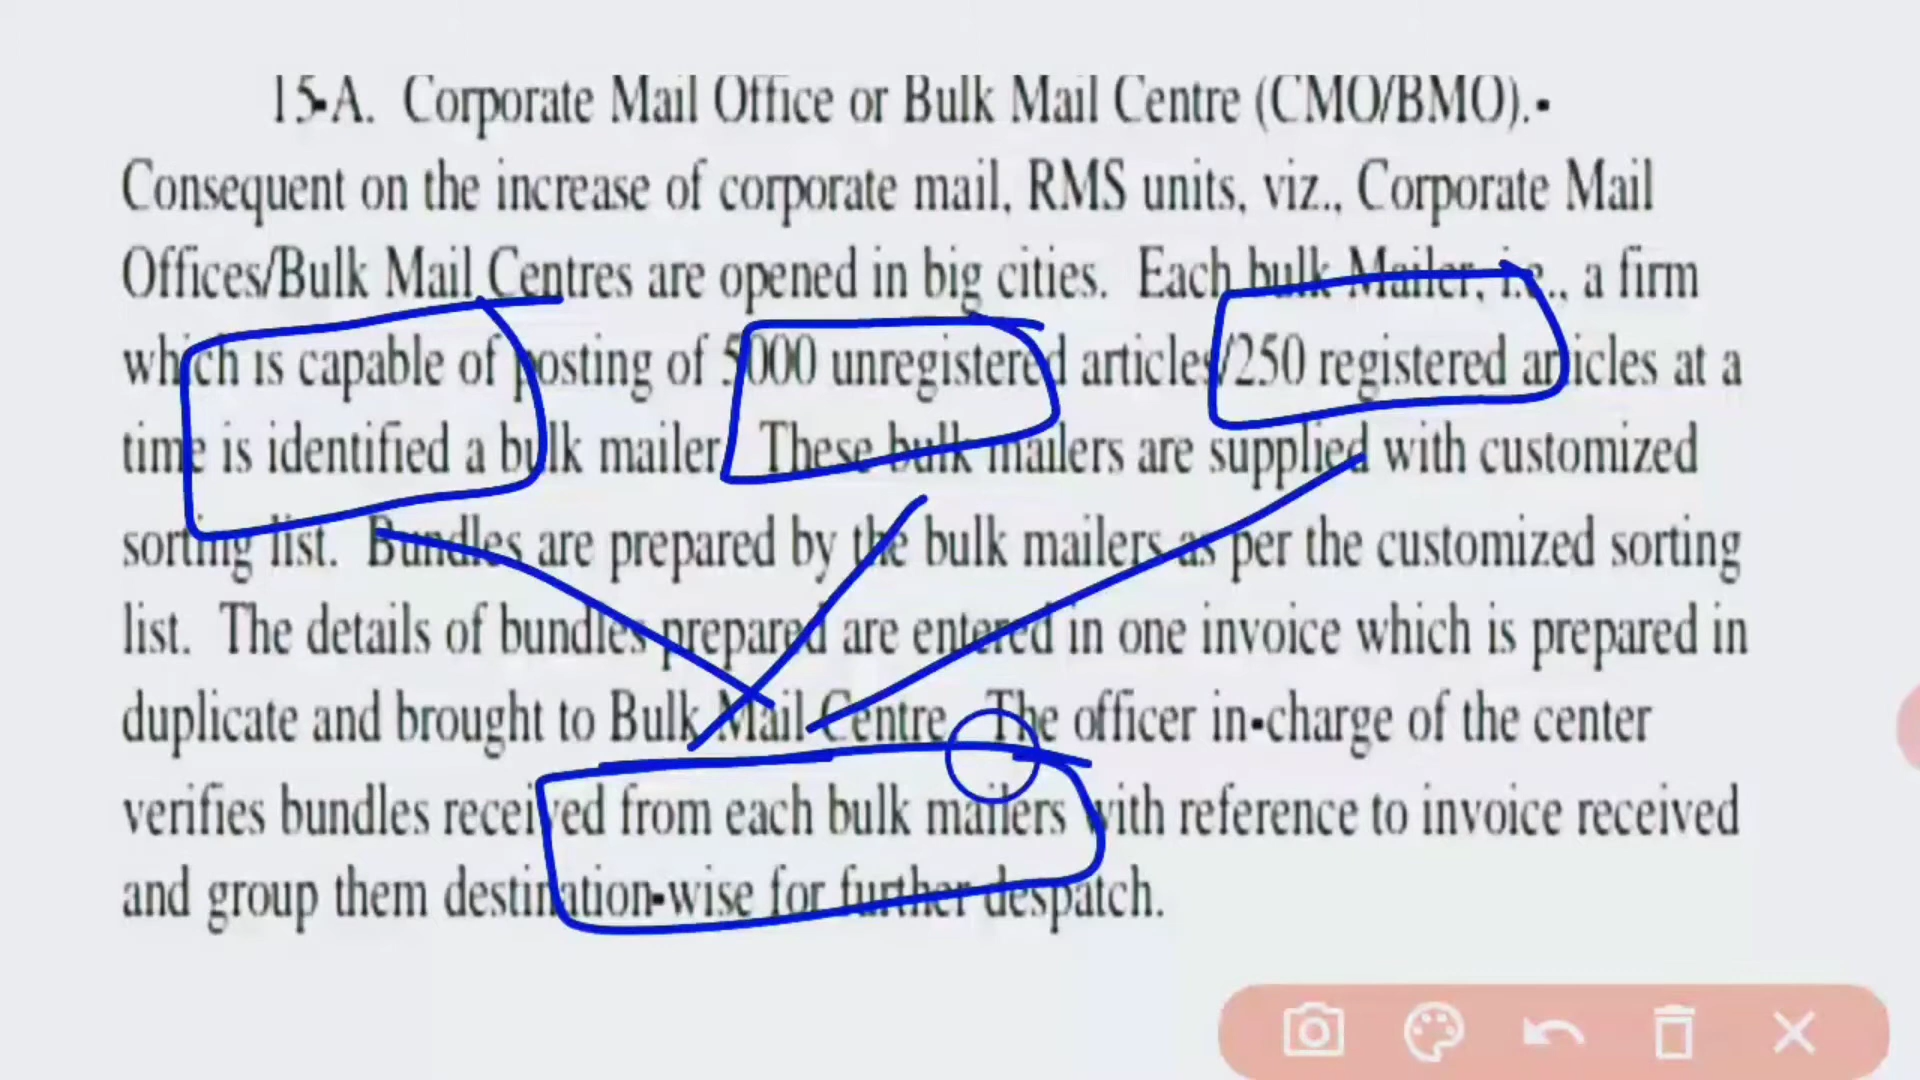 15-A. Corporate Mail Office or Bulk Mail Centre (CMO/BMO).-
Consequent on the increase of corporate mail, RMS units, viz., Corporate Mail
Offices/Bulk Mail Centres are opened in big cities. Each bulk Mailer, i.e., a firm
which is capable of posting of 5000 unregistered articles/250 registered articles at a
time is identified a bulk mailer. These bulk mailers are supplied with customized
sorting list. Bundles are prepared by the bulk mailers as per the customized sorting
list. The details of bundles prepared are entered in one invoice which is prepared in
duplicate and brought to Bulk Mail Centre. The officer in-charge of the center
verifies bundles received from each bulk mailers with reference to invoice received
and group them destination-wise for further despatch.